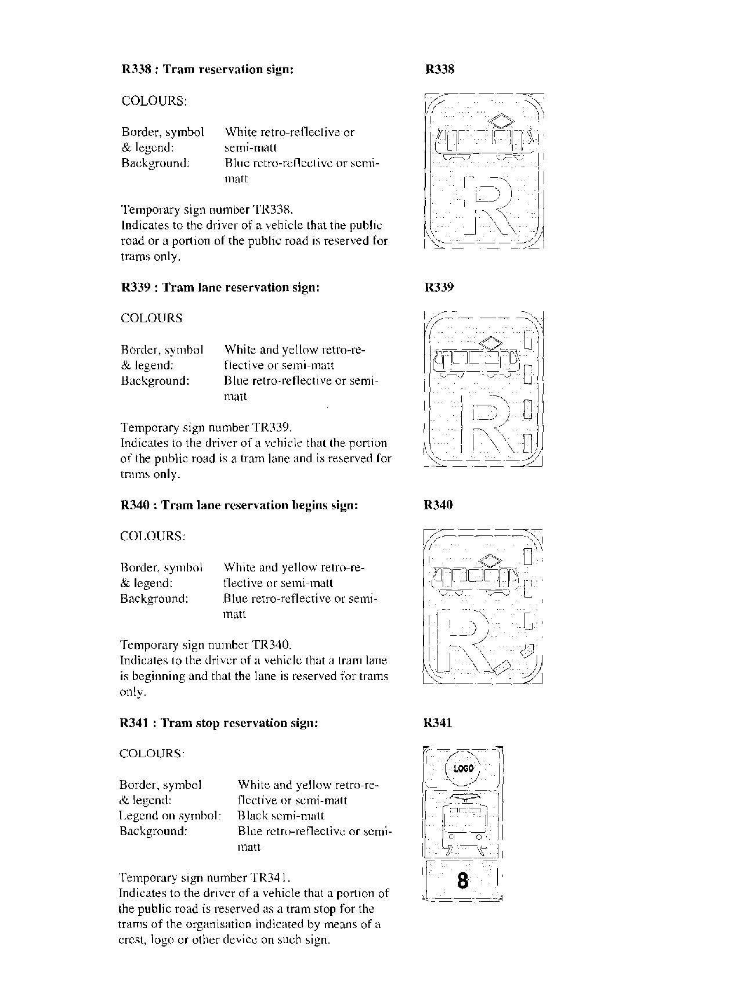 R338 : Tram reservation sign: R338
COLOURS:
Border, symbol White retro-reflective or
& legend: semi-matt
Background: Blue retro-reflective or semi-
matt
R
Temporary sign number TR338.
Indicates to the driver of a vehicle that the public
road or a portion of the public road is reserved for
trams only.
R339 : Tram lane reservation sign: R339
COLOURS
Border, symbol White and yellow retro-re-
& legend: flective or semi-matt
Background: Blue retro-reflective or semi-
matt
R
Temporary sign number TR339.
Indicates to the driver of a vehicle that the portion
of the public road is a tram lane and is reserved for
trams only.
R340 : Tram lane reservation begins sign: R340
COLOURS:
Border, symbol White and yellow retro-re-
& legend: flective or semi-matt
Background: Blue retro-reflective or semi-
matt
R
Temporary sign number TR340.
Indicates to the driver of a vehicle that a tram lane
is beginning and that the lane is reserved for trams
only.
R341 : Tram stop reservation sign: R341
COLOURS:
LOGO
Border, symbol White and yellow retro-re-
& legend: flective or semi-matt
Legend on symbol: Black semi-matt
Background: Blue retro-reflective or semi-
matt
8
Temporary sign number TR341.
Indicates to the driver of a vehicle that a portion of
the public road is reserved as a tram stop for the
trams of the organisation indicated by means of a
crest, logo or other device on such sign.